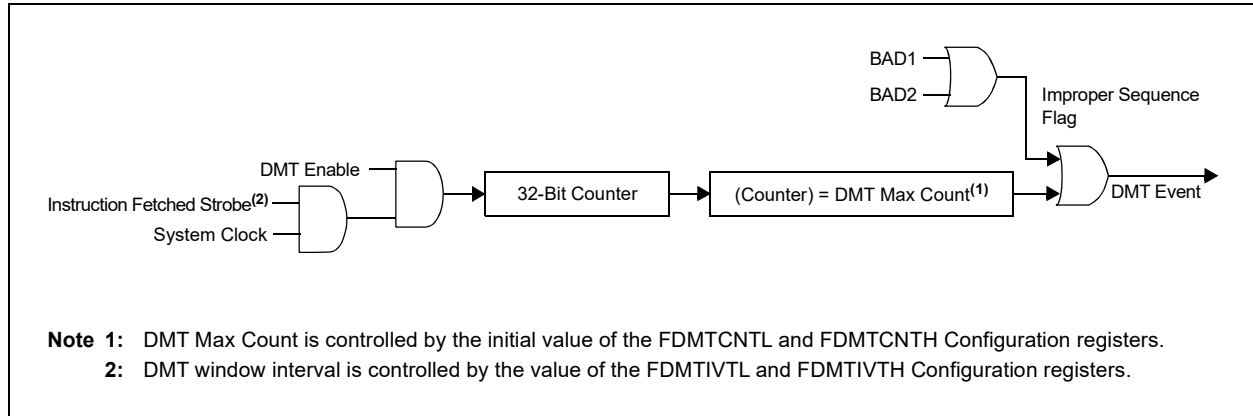 BAD1
BAD2
Improper Sequence
Flag
DMT Enable
Instruction Fetched Strobe(2)
System Clock
32-Bit Counter
(Counter) = DMT Max Count(1)
DMT Event
Note 1: DMT Max Count is controlled by the initial value of the FDMTCNTL and FDMTCNTH Configuration registers.
2: DMT window interval is controlled by the value of the FDMTIVTL and FDMTIVTH Configuration registers.